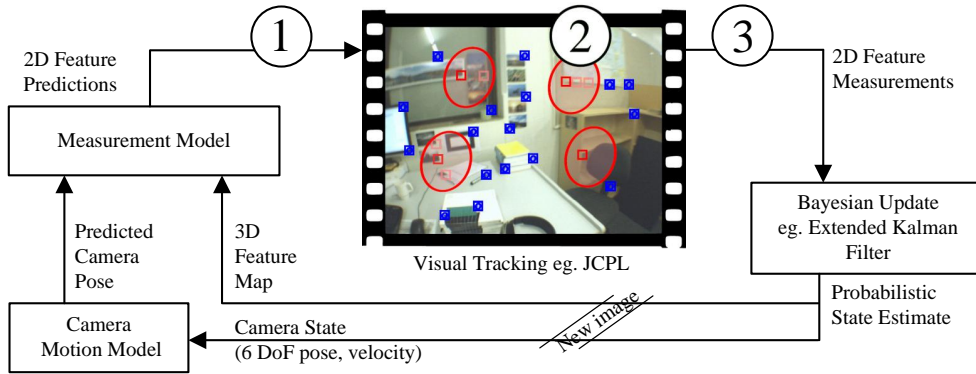 1
2
3
2D Feature
Predictions
2D Feature
Measurements
Measurement Model
Bayesian Update
eg. Extended Kalman
Filter
Visual Tracking eg. JCPL
Predicted
Camera
Pose
3D
Feature
Map
Probabilistic
State Estimate
New image
Camera
Motion Model
Camera State
(6 DoF pose, velocity)